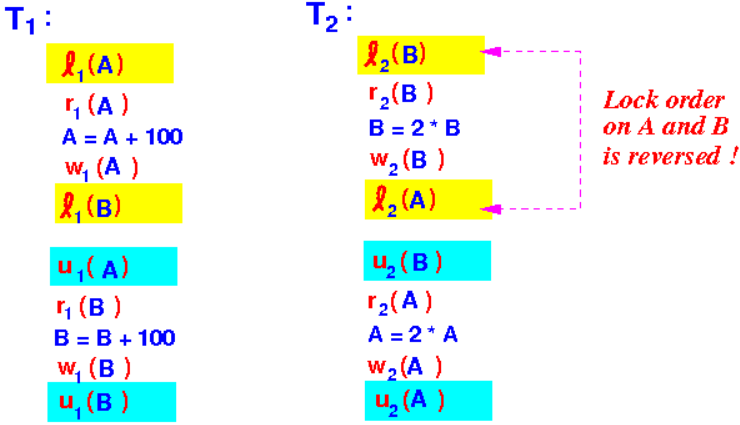 T1 :
ℓ1(A)
r1(A)
A = A + 100
w1(A)
ℓ1(B)
u1(A)
r1(B)
B = B + 100
w1(B)
u1(B)
T2 :
ℓ2(B)
r2(B)
B = 2 * B
w2(B)
ℓ2(A)
u2(B)
r2(A)
A = 2 * A
w2(A)
u2(A)
Lock order
on A and B
is reversed !